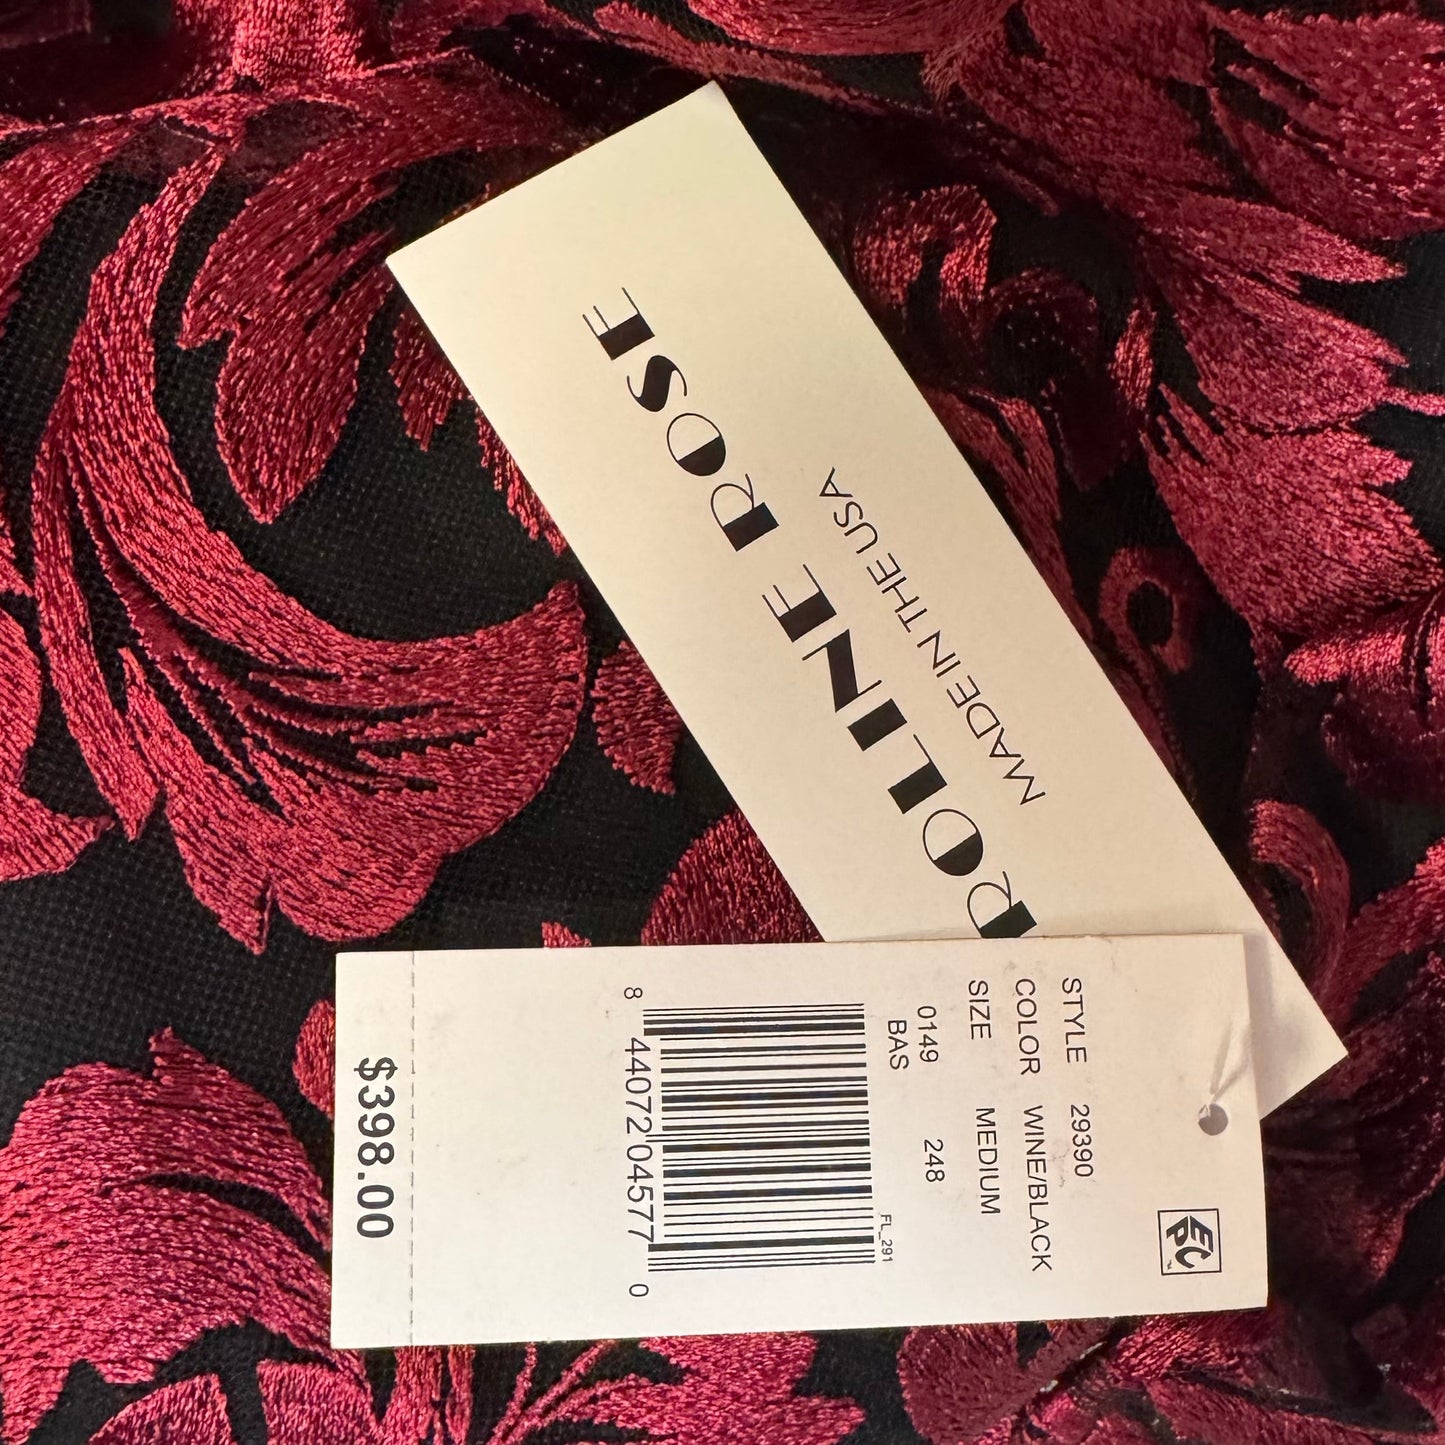 ROLINE ROSE
MADE IN THE USA
EPC
STYLE 29390
COLOR WINE/BLACK
SIZE MEDIUM
0149 248
BAS
FL_291
8 44072 04577 0
$398.00